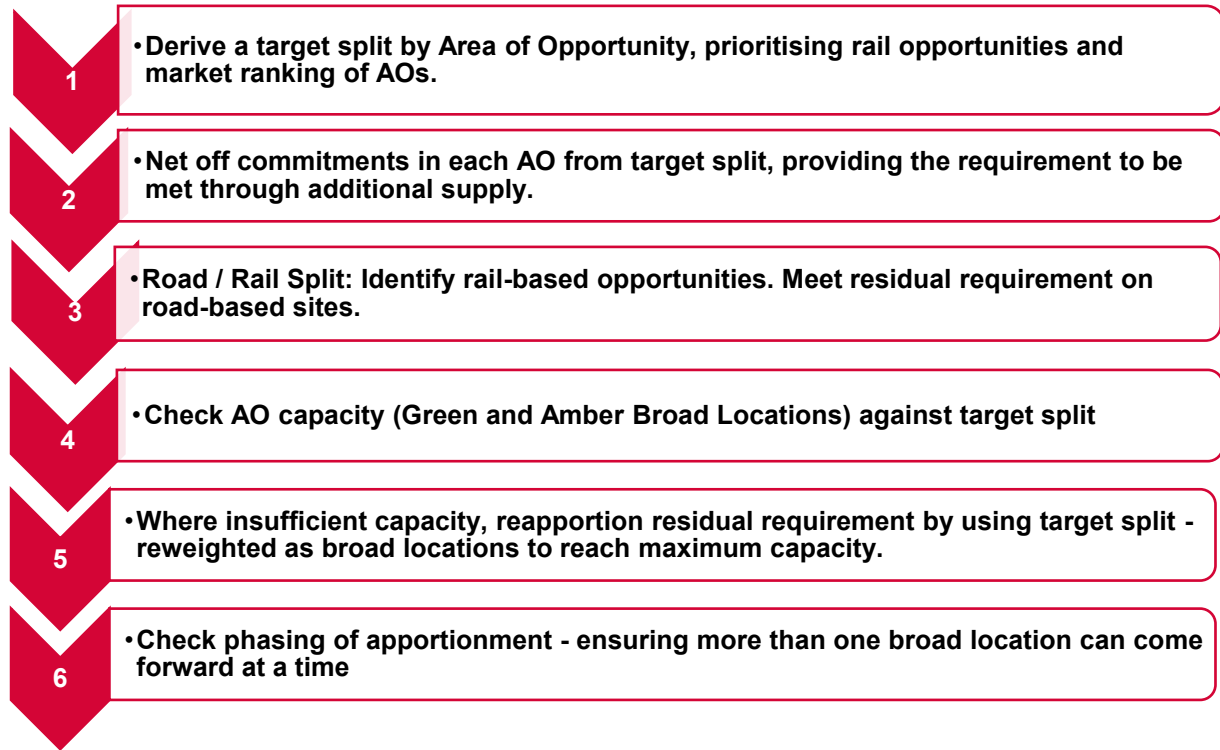 1
•Derive a target split by Area of Opportunity, prioritising rail opportunities and
market ranking of AOs.
2
•Net off commitments in each AO from target split, providing the requirement to be
met through additional supply.
3
•Road / Rail Split: Identify rail-based opportunities. Meet residual requirement on
road-based sites.
4
•Check AO capacity (Green and Amber Broad Locations) against target split
5
•Where insufficient capacity, reapportion residual requirement by using target split -
reweighted as broad locations to reach maximum capacity.
6
•Check phasing of apportionment - ensuring more than one broad location can come
forward at a time